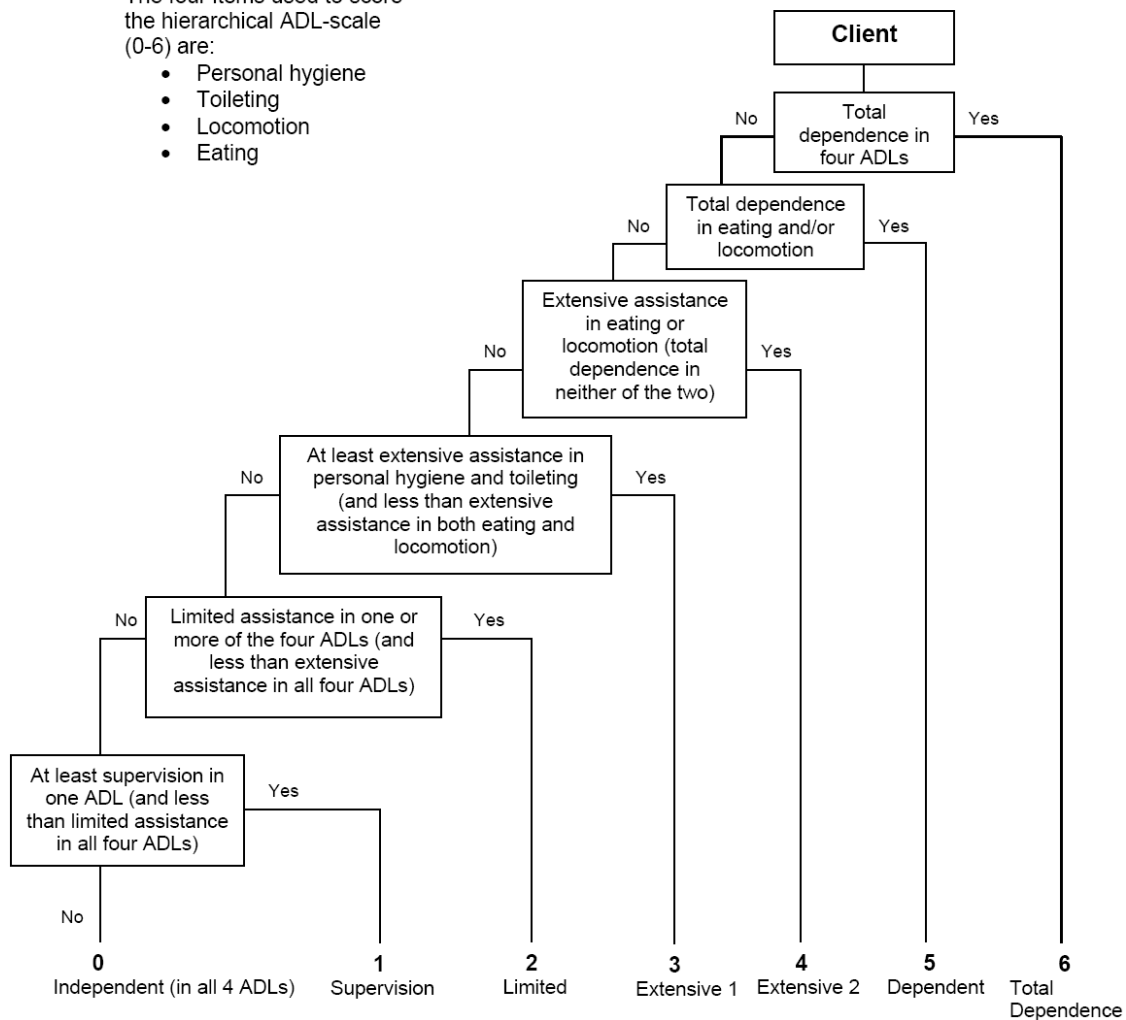 the hierarchical ADL-scale
(0-6) are:
• Personal hygiene
• Toileting
• Locomotion
• Eating
Client
No
Total
dependence in
four ADLs
Yes
No
Total dependence
in eating and/or
locomotion
Yes
No
Extensive assistance
in eating or
locomotion (total
dependence in
neither of the two)
Yes
No
At least extensive assistance in
personal hygiene and toileting
(and less than extensive
assistance in both eating and
locomotion)
Yes
No
Limited assistance in one or
more of the four ADLs (and
less than extensive
assistance in all four ADLs)
Yes
At least supervision in
one ADL (and less
than limited assistance
in all four ADLs)
Yes
No
0
Independent (in all 4 ADLs)
1
Supervision
2
Limited
3
Extensive 1
4
Extensive 2
5
Dependent
6
Total
Dependence